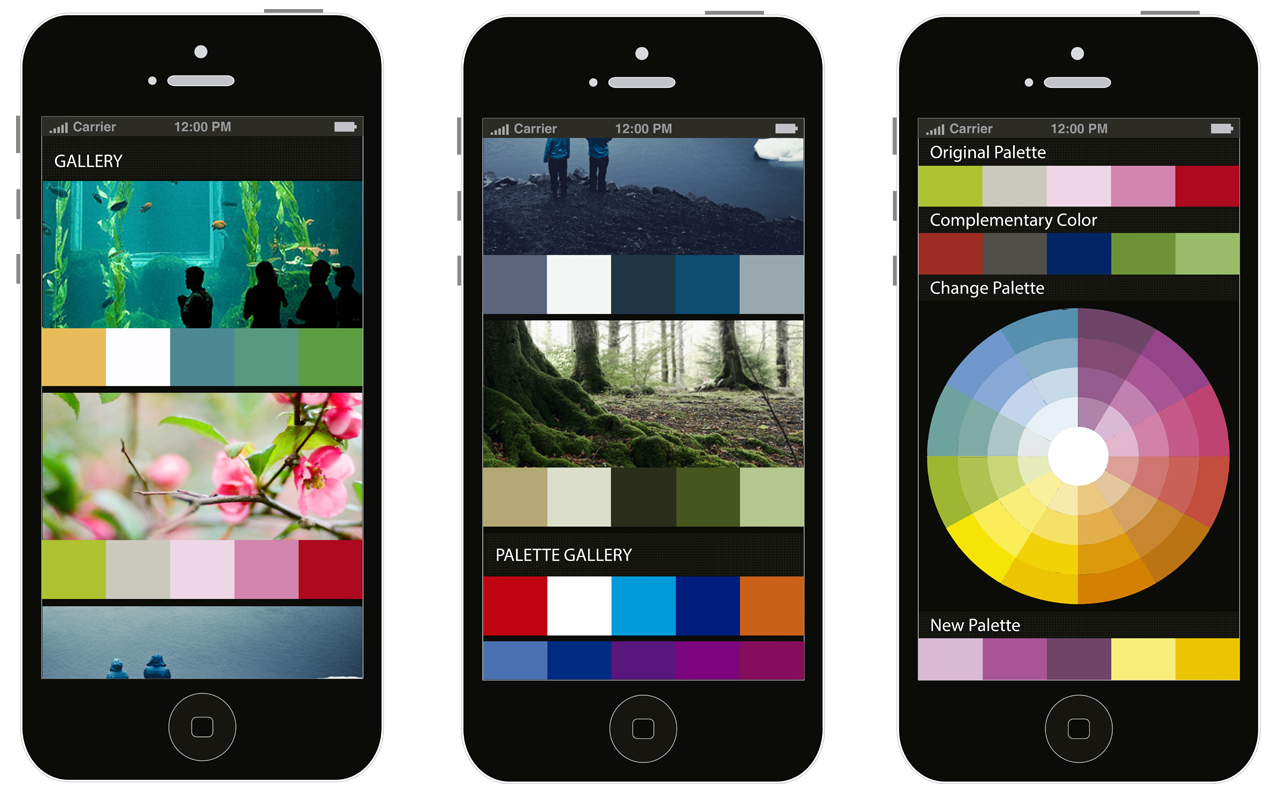 Carrier 12:00 PM
GALLERY
Carrier 12:00 PM
PALETTE GALLERY
Carrier 12:00 PM
Original Palette
Complementary Color
Change Palette
New Palette